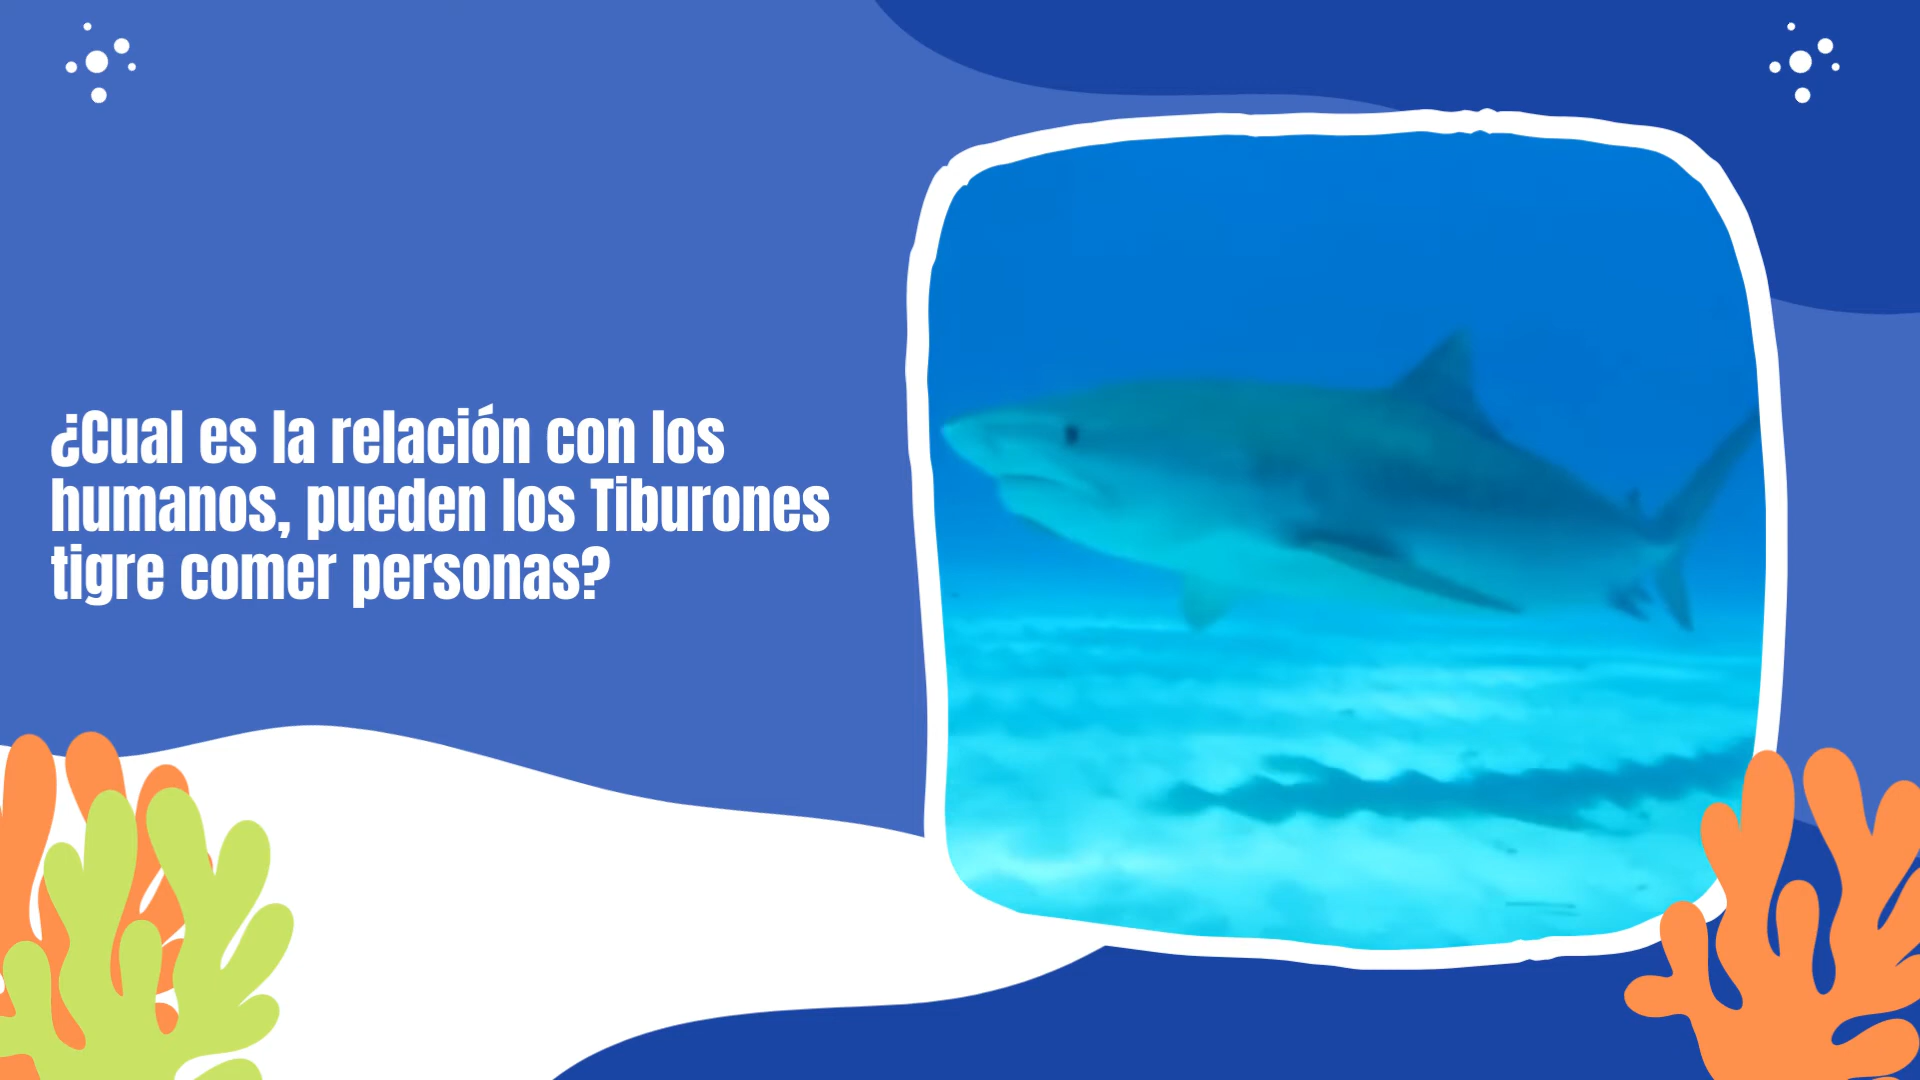 ¿Cual es la relación con los
humanos, pueden los Tiburones
tigre comer personas?